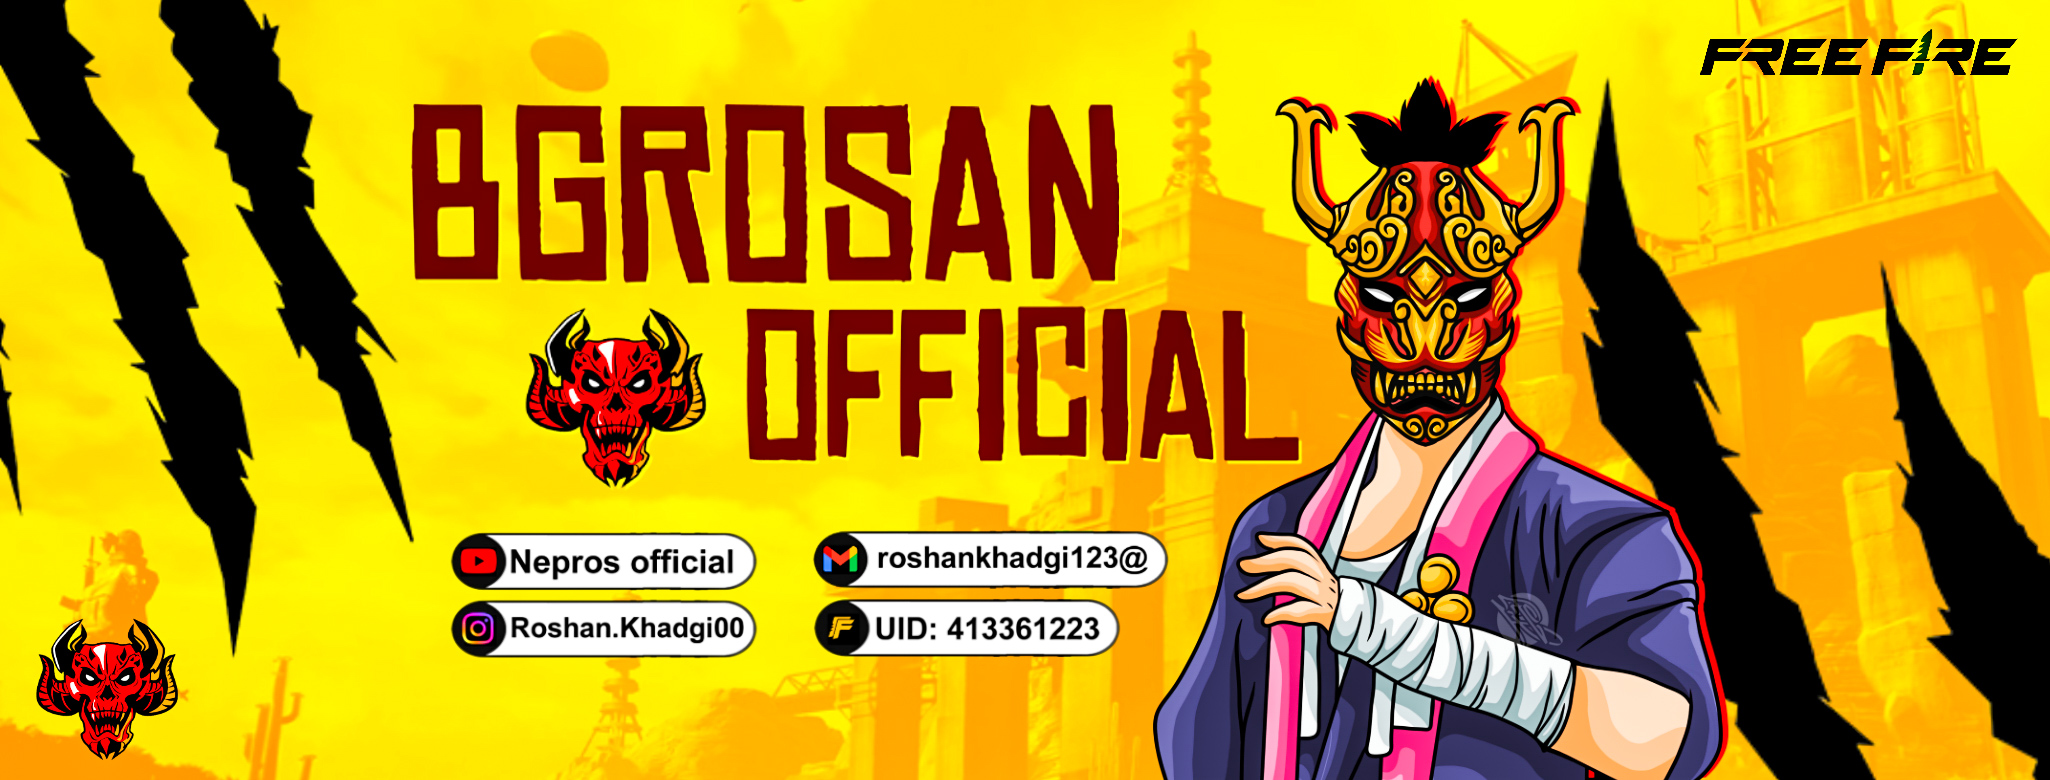 FREE FIRE
BGROSAN
OFFICIAL
Nepros official
roshankhadgi123@
Roshan.Khadgi00
UID: 413361223